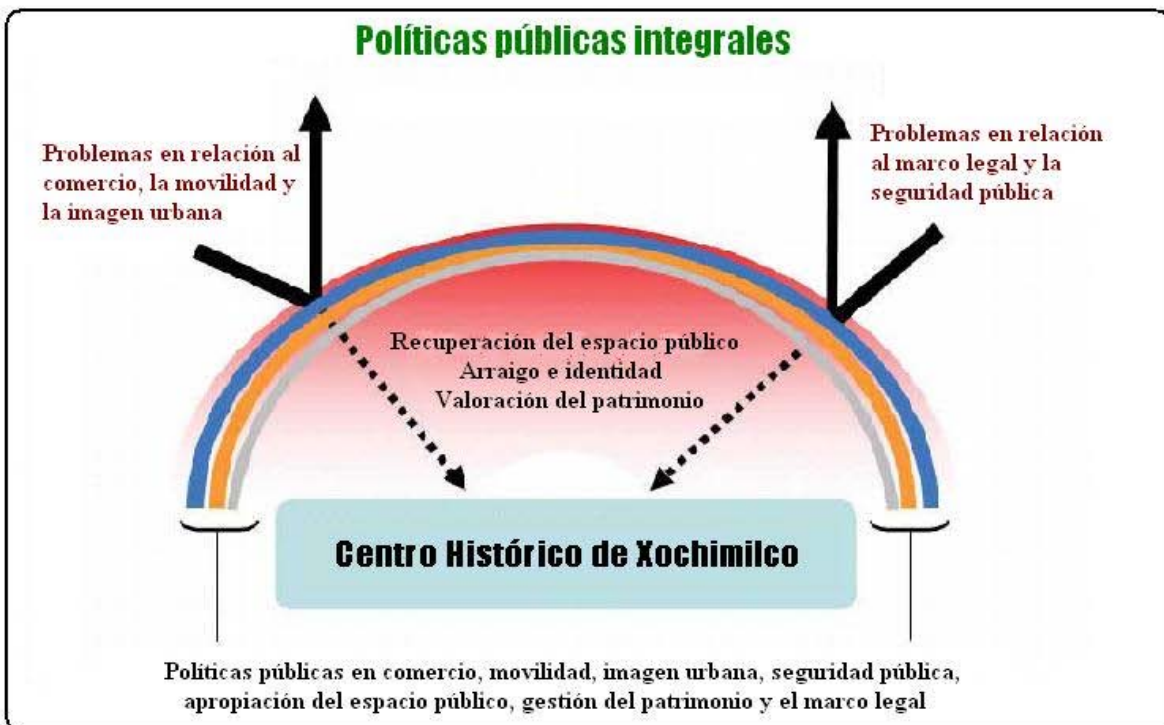 Políticas públicas integrales
Problemas en relación al
comercio, la movilidad y
la imagen urbana
Problemas en relación
al marco legal y la
seguridad pública
Recuperación del espacio público
Arraigo e identidad
Valoración del patrimonio
Centro Histórico de Xochimilco
Políticas públicas en comercio, movilidad, imagen urbana, seguridad pública,
apropiación del espacio público, gestión del patrimonio y el marco legal